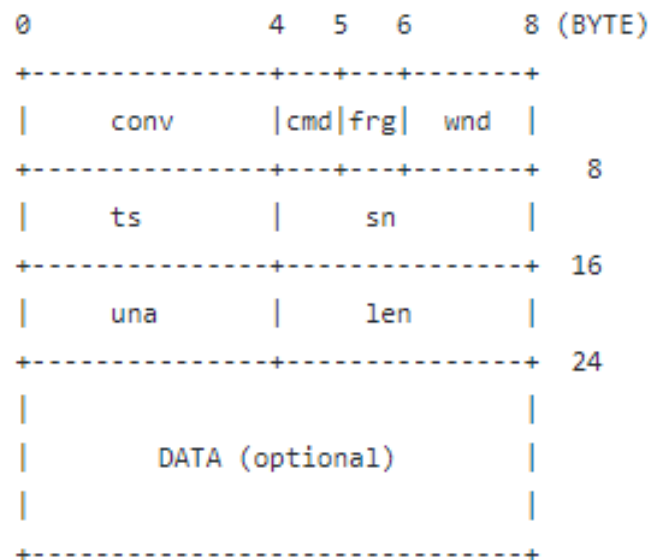 0               4   5   6       8 (BYTE)
+---------------+---+---+-------+
|     conv      |cmd|frg|  wnd  |
+---------------+---+---+-------+   8
|     ts        |     sn        |
+---------------+---------------+  16
|     una       |     len       |
+---------------+---------------+  24
|                               |
|        DATA (optional)        |
|                               |
+-------------------------------+